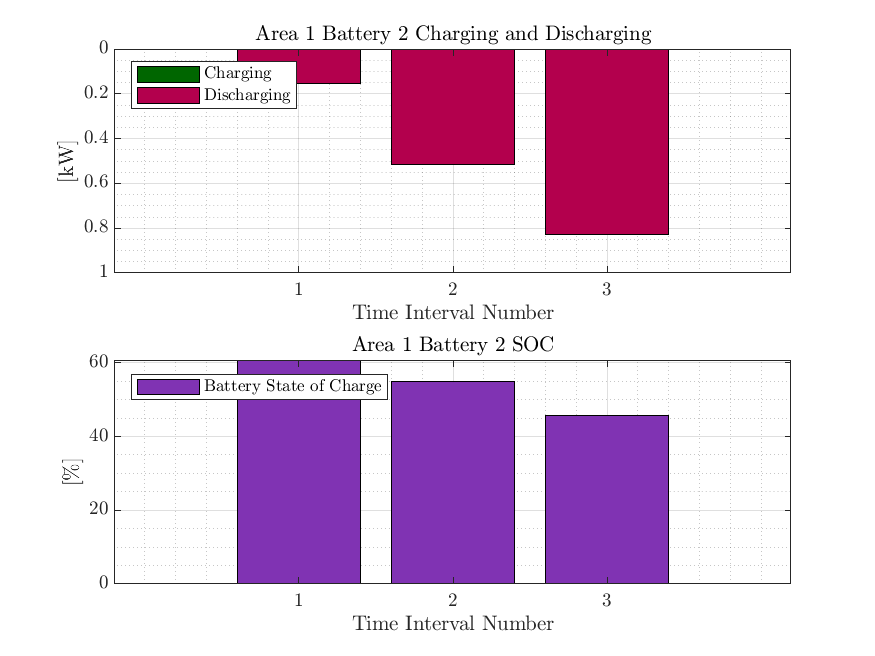 Area 1 Battery 2 Charging and Discharging
0
Charging
0.2
Discharging
0.4
[kW]
0.6
0.8
1
1 2 3
Time Interval Number
Area 1 Battery 2 SOC
60
Battery State of Charge
40
[%]
20
0
1 2 3
Time Interval Number